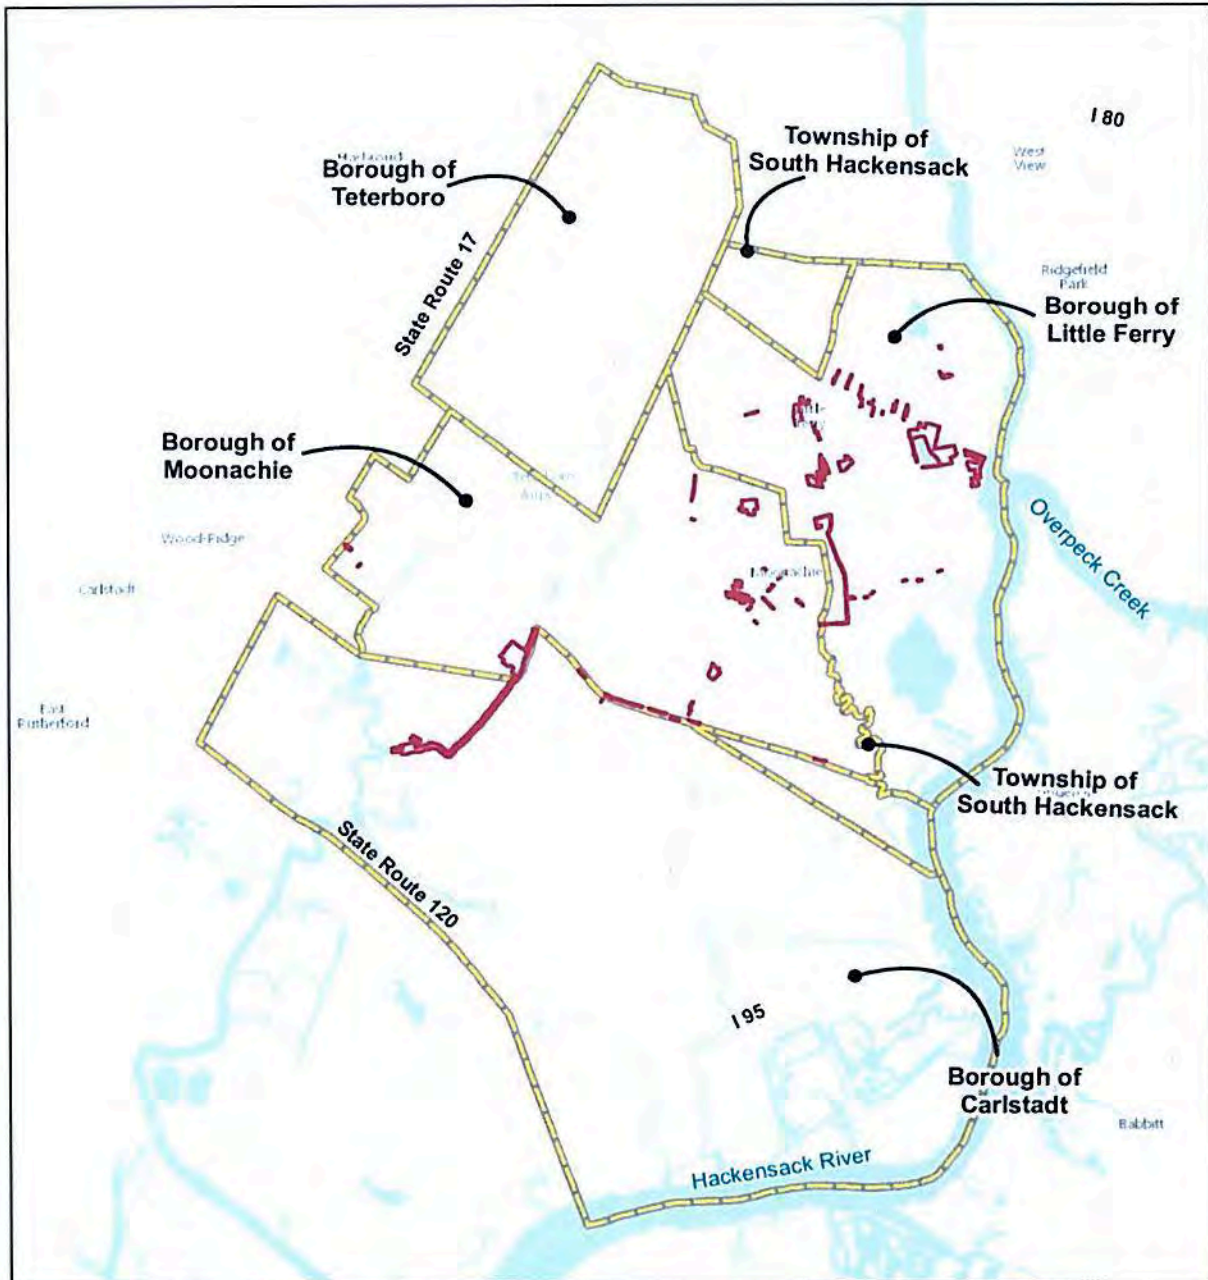 I 80
Township of
South Hackensack
West
View
Borough of
Teterboro
State Route 17
Ridgefield
Park
Borough of
Little Ferry
Borough of
Moonachie
Wood-Ridge
Overpeck Creek
Carlstadt
East
Rutherford
Township of
South Hackensack
State Route 120
I 95
Borough of
Carlstadt
Babbitt
Hackensack River